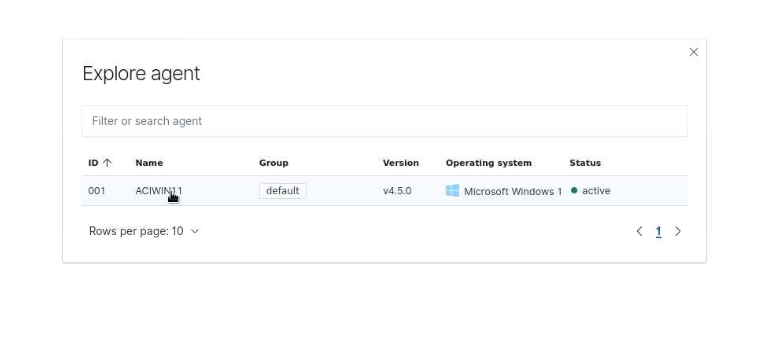 Explore agent
Filter or search agent
ID Name Group Version Operating system Status
001 ACIWIN11 default v4.5.0 Microsoft Windows 1 active
Rows per page: 10 1